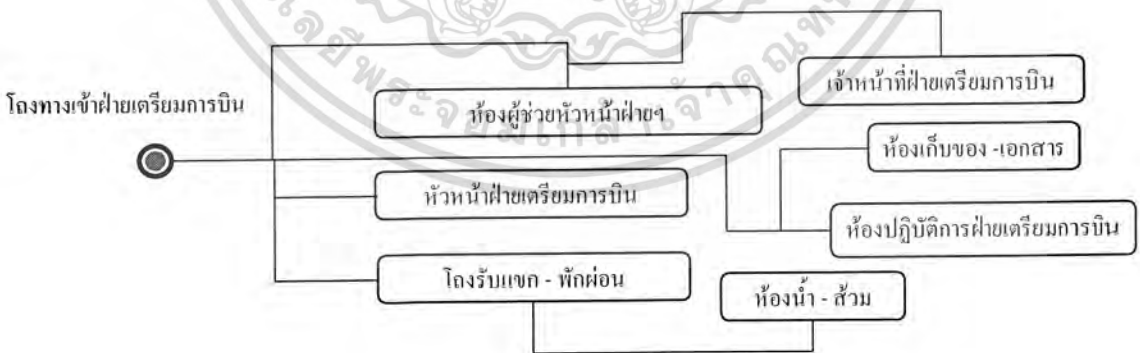 เจ้าหน้าที่ฝ่ายเตรียมการบิน
โถงทางเข้าฝ่ายเตรียมการบิน
ห้องผู้ช่วยหัวหน้าฝ่ายฯ
ห้องเก็บของ -เอกสาร
หัวหน้าฝ่ายเตรียมการบิน
ห้องปฏิบัติการฝ่ายเตรียมการบิน
โถงรับแขก - พักผ่อน
ห้องน้ำ - ส้วม